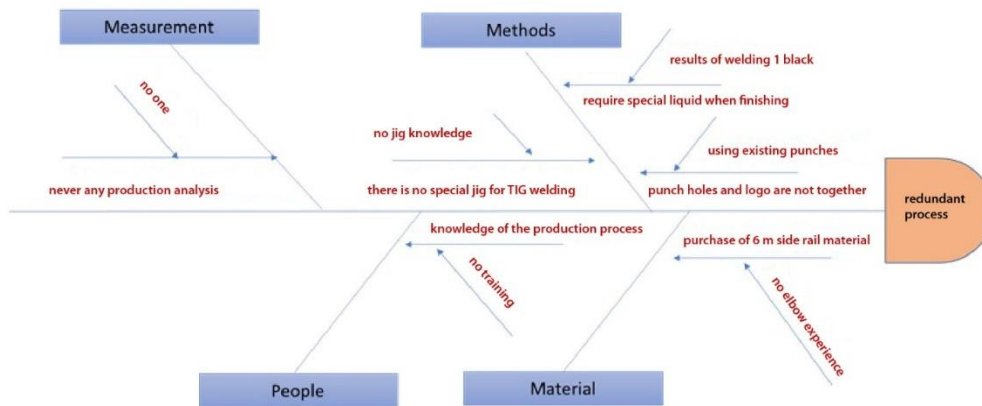 Measurement
Methods
results of welding 1 black
no one
require special liquid when finishing
no jig knowledge
using existing punches
never any production analysis
there is no special jig for TIG welding
punch holes and logo are not together
redundant
process
knowledge of the production process
purchase of 6 m side rail material
no training
no elbow experience
People
Material